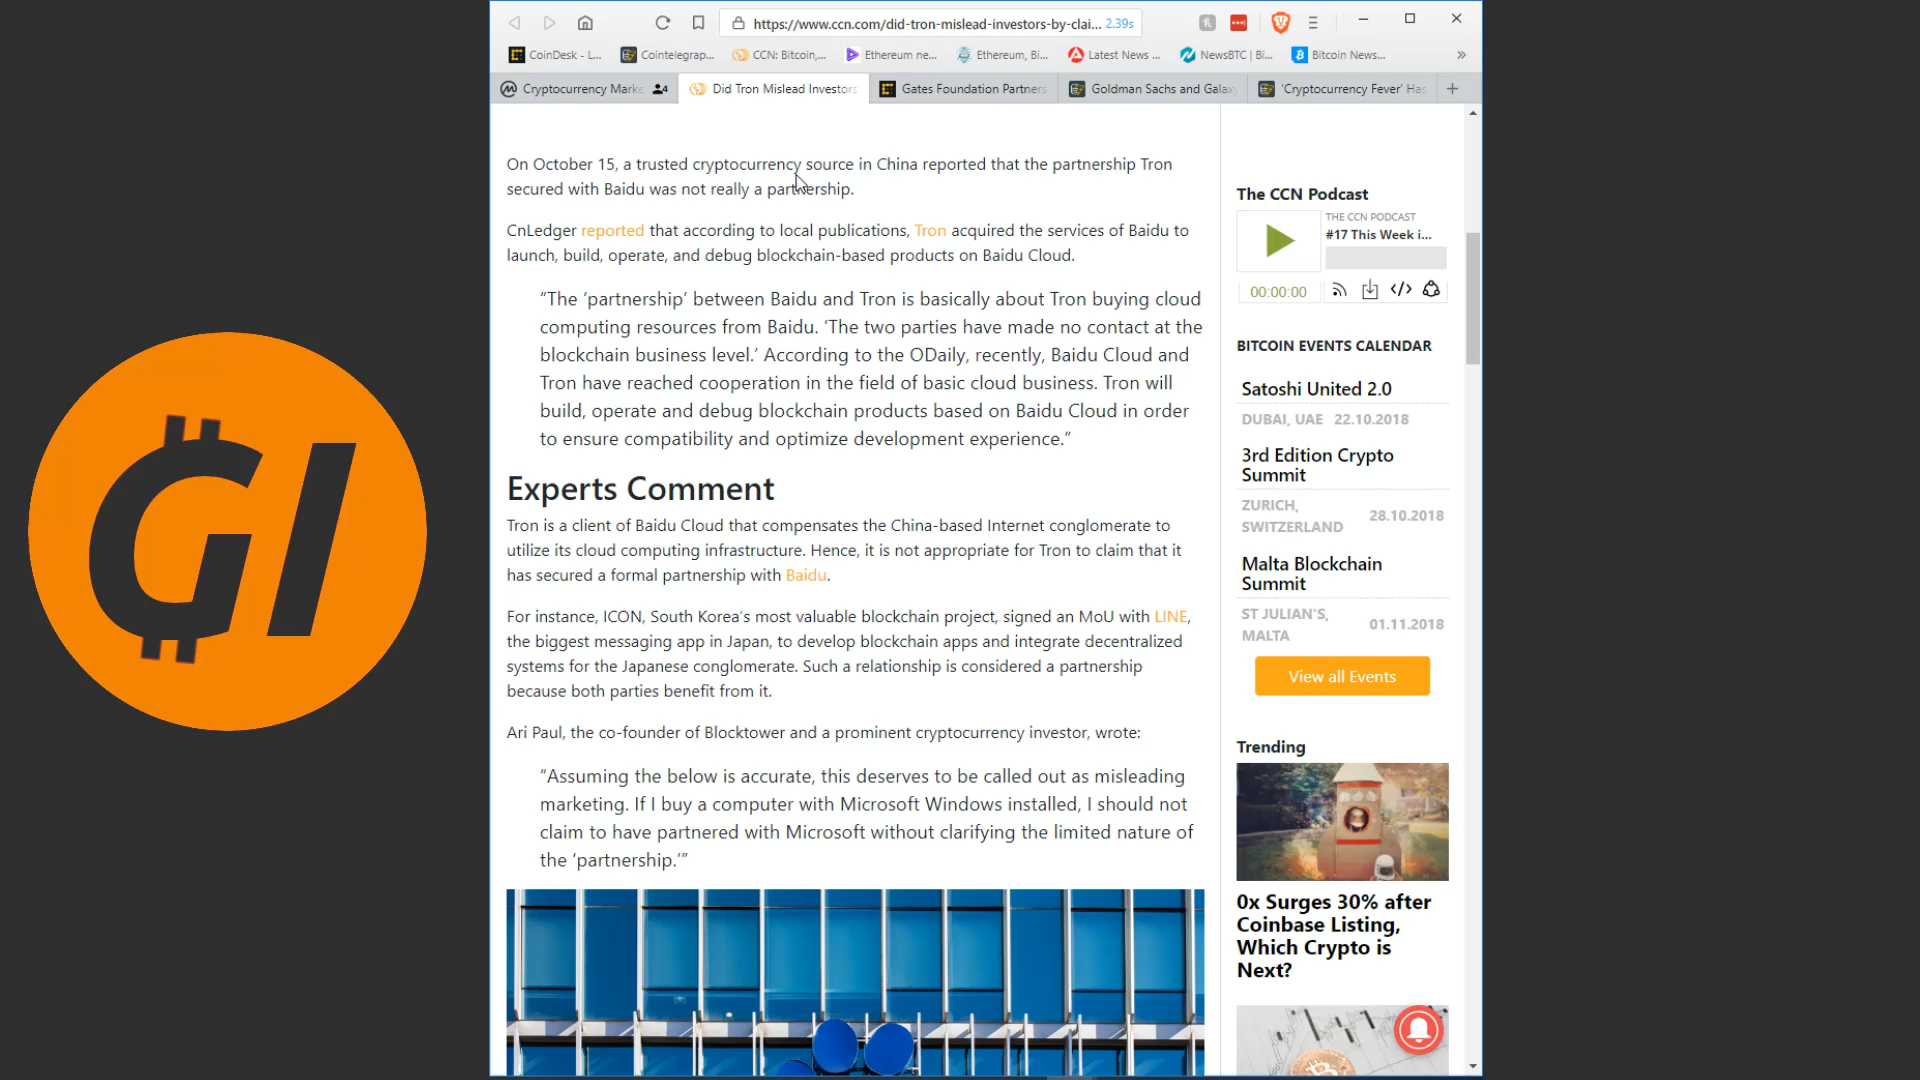 https://www.ccn.com/did-tron-mislead-investors-by-clai... 2.39s
CoinDesk - L... Cointelegrap... CCN: Bitcoin,... Ethereum ne... Ethereum, Bi... Latest News ... NewsBTC | Bi... Bitcoin News... »
Cryptocurrency Marke 4 Did Tron Mislead Investors Gates Foundation Partners Goldman Sachs and Galax 'Cryptocurrency Fever' Has +
On October 15, a trusted cryptocurrency source in China reported that the partnership Tron
secured with Baidu was not really a partnership.
CnLedger reported that according to local publications, Tron acquired the services of Baidu to
launch, build, operate, and debug blockchain-based products on Baidu Cloud.
“The ‘partnership’ between Baidu and Tron is basically about Tron buying cloud
computing resources from Baidu. ‘The two parties have made no contact at the
blockchain business level.’ According to the ODaily, recently, Baidu Cloud and
Tron have reached cooperation in the field of basic cloud business. Tron will
build, operate and debug blockchain products based on Baidu Cloud in order
to ensure compatibility and optimize development experience.”
Experts Comment
Tron is a client of Baidu Cloud that compensates the China-based Internet conglomerate to
utilize its cloud computing infrastructure. Hence, it is not appropriate for Tron to claim that it
has secured a formal partnership with Baidu.
For instance, ICON, South Korea’s most valuable blockchain project, signed an MoU with LINE,
the biggest messaging app in Japan, to develop blockchain apps and integrate decentralized
systems for the Japanese conglomerate. Such a relationship is considered a partnership
because both parties benefit from it.
Ari Paul, the co-founder of Blocktower and a prominent cryptocurrency investor, wrote:
“Assuming the below is accurate, this deserves to be called out as misleading
marketing. If I buy a computer with Microsoft Windows installed, I should not
claim to have partnered with Microsoft without clarifying the limited nature of
the ‘partnership.’”
The CCN Podcast
THE CCN PODCAST
#17 This Week i...
00:00:00
BITCOIN EVENTS CALENDAR
Satoshi United 2.0
DUBAI, UAE 22.10.2018
3rd Edition Crypto
Summit
ZURICH,
SWITZERLAND 28.10.2018
Malta Blockchain
Summit
ST JULIAN'S,
MALTA 01.11.2018
View all Events
Trending
0x Surges 30% after
Coinbase Listing,
Which Crypto is
Next?
GI